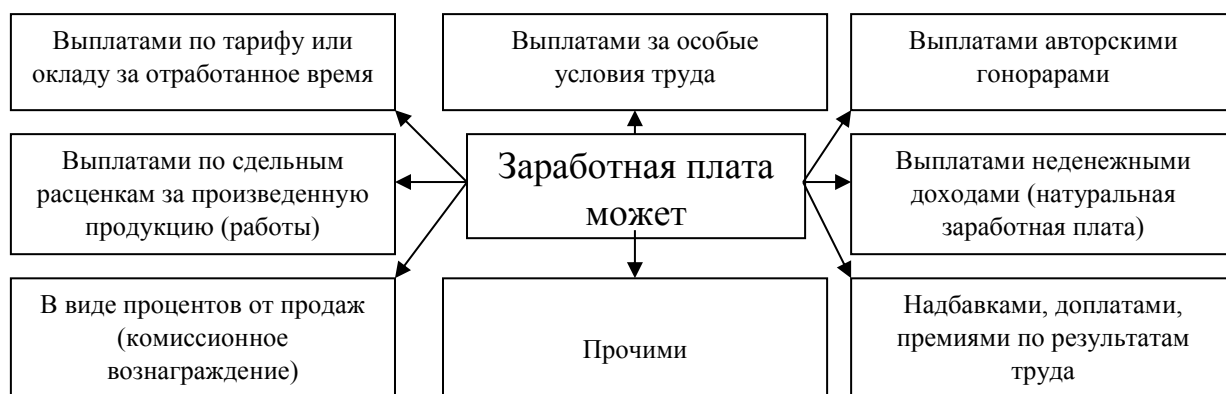 Выплатами по тарифу или
окладу за отработанное время
Выплатами за особые
условия труда
Выплатами авторскими
гонорарами
Выплатами по сдельным
расценкам за произведенную
продукцию (работы)
Заработная плата
может
Выплатами неденежными
доходами (натуральная
заработная плата)
В виде процентов от продаж
(комиссионное
вознаграждение)
Прочими
Надбавками, доплатами,
премиями по результатам
труда